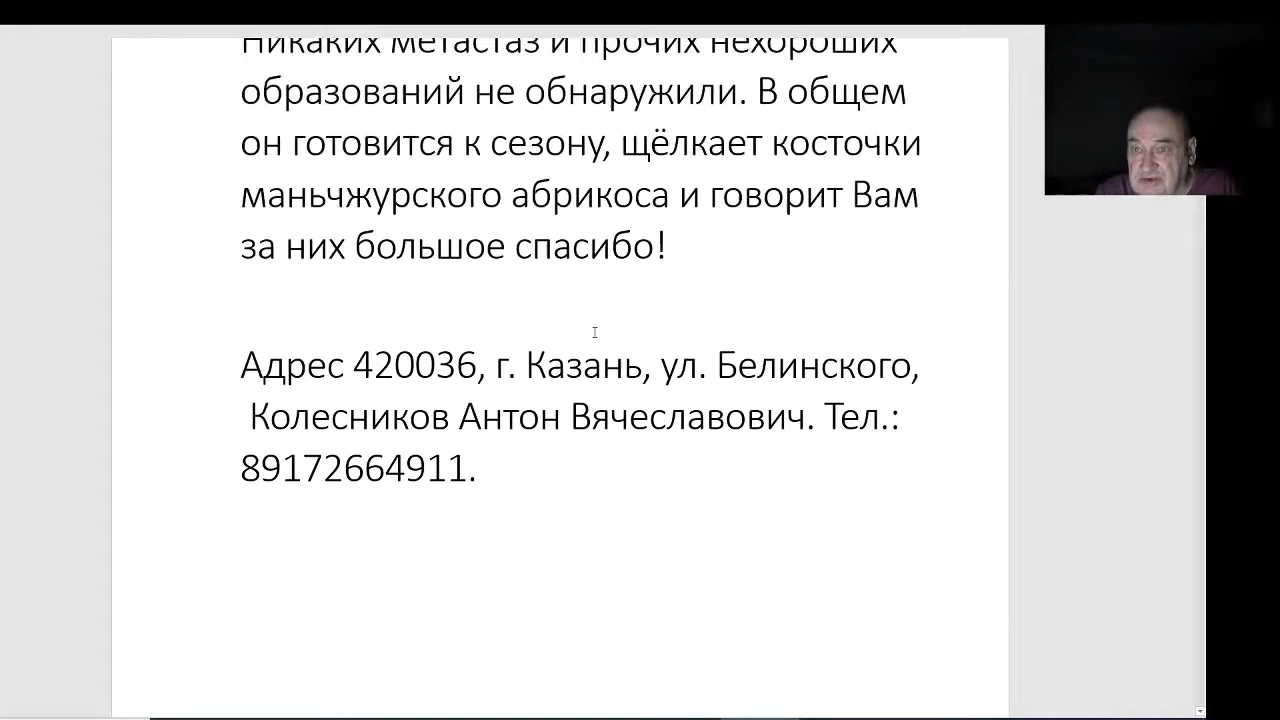 Никаких метастаз и прочих нехороших
образований не обнаружили. В общем
он готовится к сезону, щёлкает косточки
маньчжурского абрикоса и говорит Вам
за них большое спасибо!
Адрес 420036, г. Казань, ул. Белинского,
Колесников Антон Вячеславович. Тел.:
89172664911.